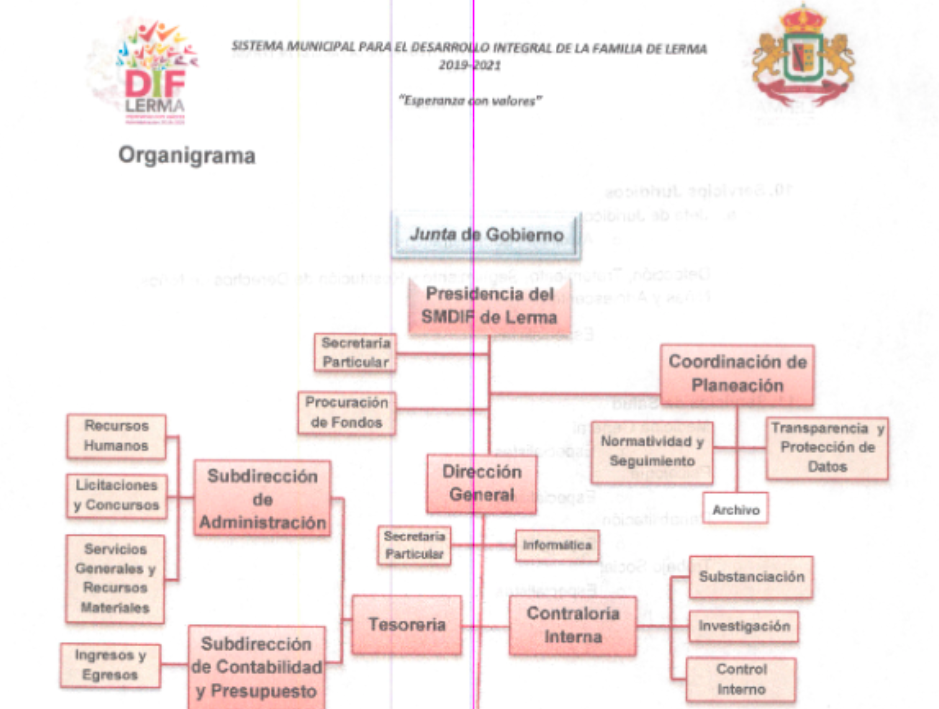 SISTEMA MUNICIPAL PARA EL DESARROLLO INTEGRAL DE LA FAMILIA DE LERMA
2019-2021
"Esperanza con valores"
DIF
LERMA
Organigrama
Junta de Gobierno
Presidencia del
SMDIF de Lerma
Secretaría
Particular
Coordinación de
Planeación
Procuración
de Fondos
Recursos
Humanos
Normatividad y
Seguimiento
Transparencia y
Protección de
Datos
Dirección
General
Subdirección
de
Administración
Licitaciones
y Concursos
Archivo
Secretaria
Particular
Informática
Servicios
Generales y
Recursos
Materiales
Substanciación
Tesorería
Contraloría
Interna
Investigación
Subdirección
de Contabilidad
y Presupuesto
Ingresos y
Egresos
Control
Interno